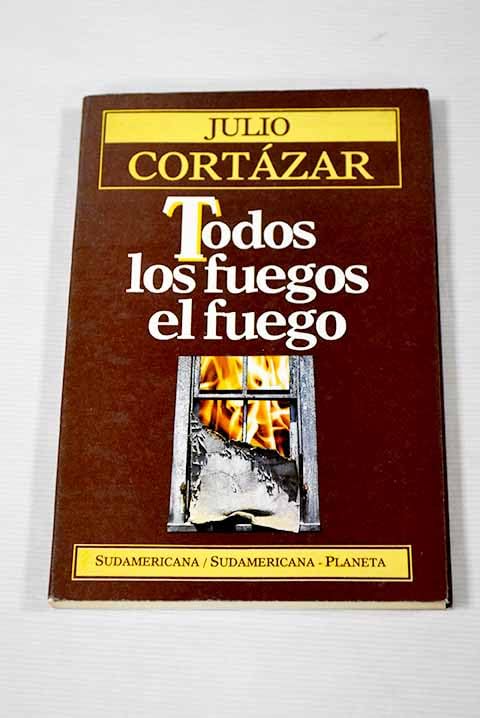 JULIO
CORTÁZAR
Todos
los fuegos
el fuego
SUDAMERICANA / SUDAMERICANA - PLANETA